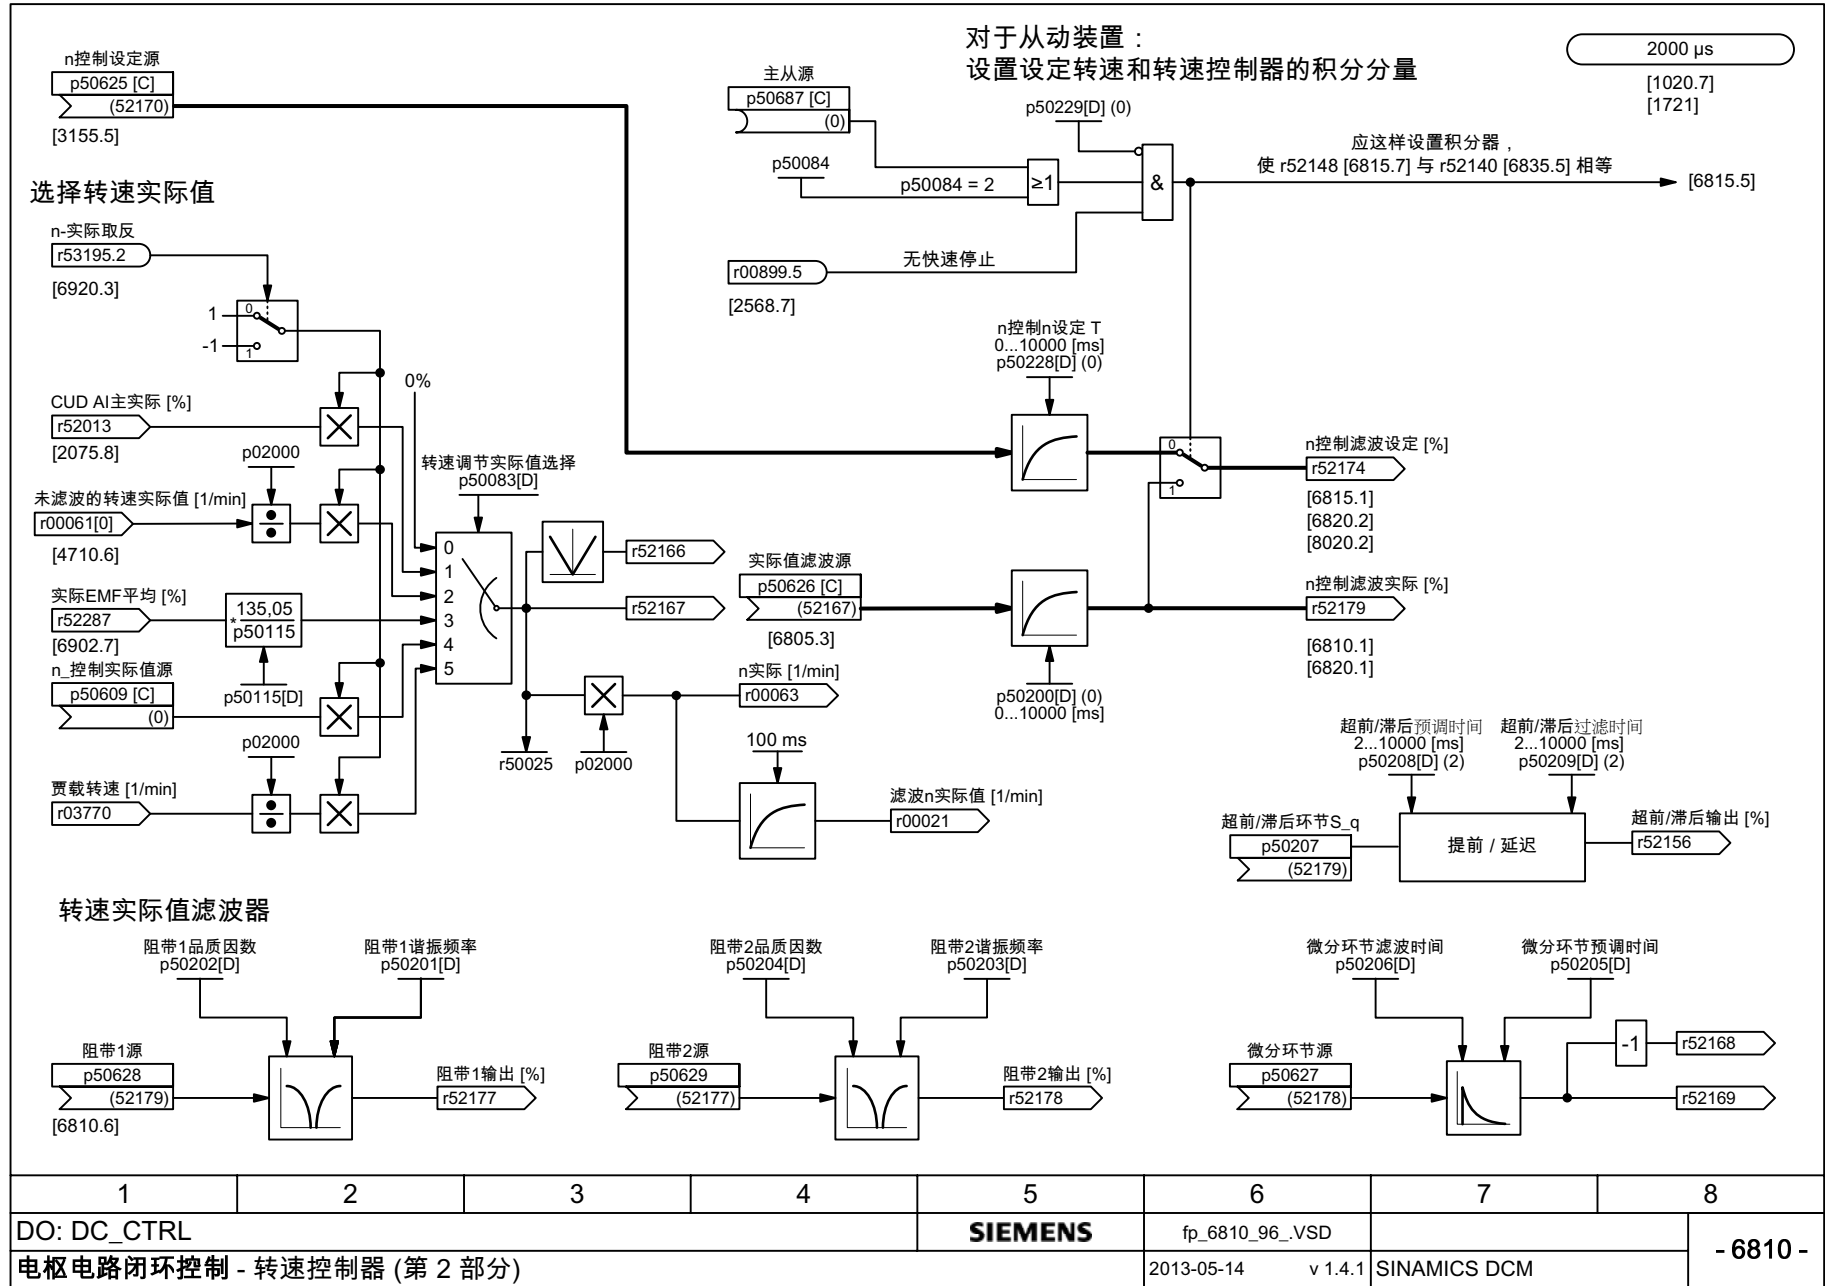 对于从动装置：
设置设定转速和转速控制器的积分分量
2000 µs
[1020.7]
[1721]
n控制设定源
p50625 [C]
(52170)
[3155.5]
主从源
p50687 [C]
(0)
p50229[D] (0)
p50084
p50084 = 2
≥1
&
应这样设置积分器，
使 r52148 [6815.7] 与 r52140 [6835.5] 相等
[6815.5]
r00899.5
无快速停止
[2568.7]
选择转速实际值
n-实际取反
r53195.2
[6920.3]
1
0
-1
1
CUD AI主实际 [%]
r52013
[2075.8]
0%
p02000
未滤波的转速实际值 [1/min]
r00061[0]
[4710.6]
实际EMF平均 [%]
r52287
[6902.7]
*
135,05
p50115
p50115[D]
n_控制实际值源
p50609 [C]
(0)
p02000
贾载转速 [1/min]
r03770
转速调节实际值选择
p50083[D]
0
1
2
3
4
5
r52166
r52167
r50025
p02000
n实际 [1/min]
r00063
100 ms
滤波n实际值 [1/min]
r00021
n控制n设定 T
0...10000 [ms]
p50228[D] (0)
0
1
n控制滤波设定 [%]
r52174
[6815.1]
[6820.2]
[8020.2]
实际值滤波源
p50626 [C]
(52167)
[6805.3]
p50200[D] (0)
0...10000 [ms]
n控制滤波实际 [%]
r52179
[6810.1]
[6820.1]
超前/滞后预调时间
2...10000 [ms]
p50208[D] (2)
超前/滞后过滤时间
2...10000 [ms]
p50209[D] (2)
超前/滞后环节S_q
p50207
(52179)
提前 / 延迟
超前/滞后输出 [%]
r52156
转速实际值滤波器
阻带1品质因数
p50202[D]
阻带1谐振频率
p50201[D]
阻带1源
p50628
(52179)
[6810.6]
阻带1输出 [%]
r52177
阻带2品质因数
p50204[D]
阻带2谐振频率
p50203[D]
阻带2源
p50629
(52177)
阻带2输出 [%]
r52178
微分环节滤波时间
p50206[D]
微分环节预调时间
p50205[D]
微分环节源
p50627
(52178)
-1
r52168
r52169
1 2 3 4 5 6 7 8
DO: DC_CTRL
SIEMENS
fp_6810_96_.VSD
- 6810 -
电枢电路闭环控制 - 转速控制器 (第 2 部分)
2013-05-14 v 1.4.1
SINAMICS DCM